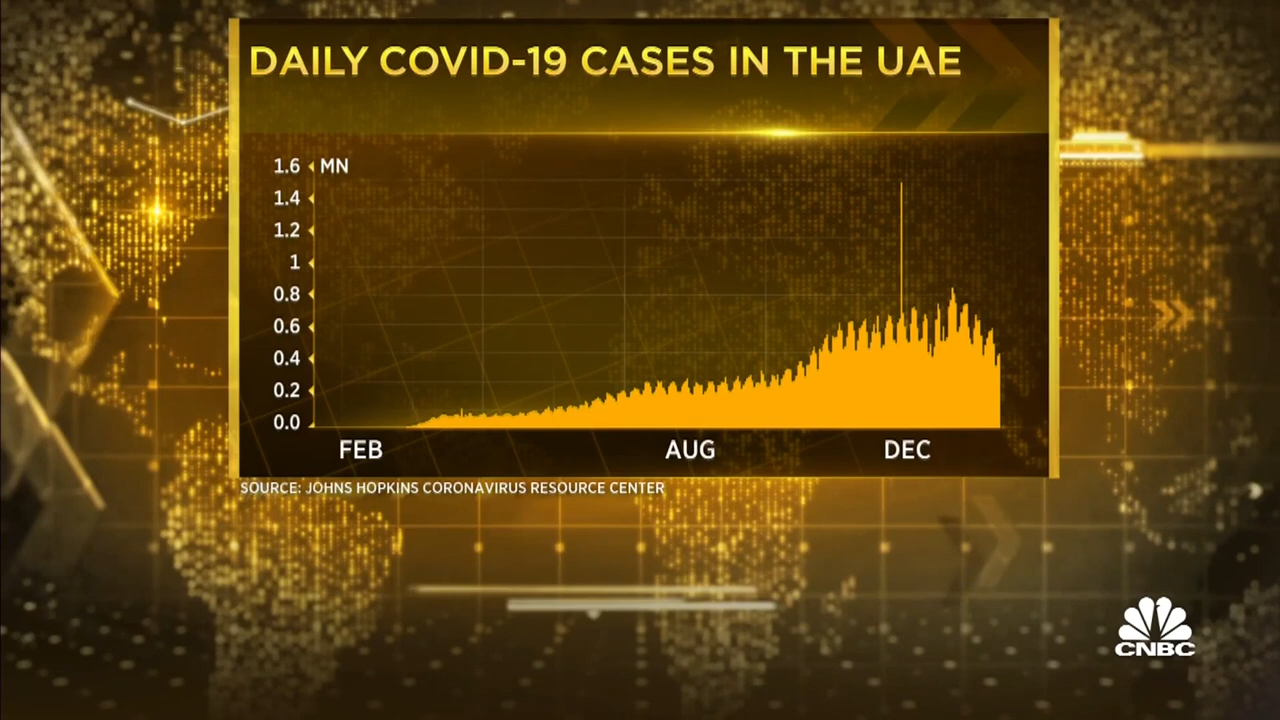 DAILY COVID-19 CASES IN THE UAE
1.6 MN
1.4
1.2
1
0.8
0.6
0.4
0.2
0.0
FEB AUG DEC
SOURCE: JOHNS HOPKINS CORONAVIRUS RESOURCE CENTER
CNBC